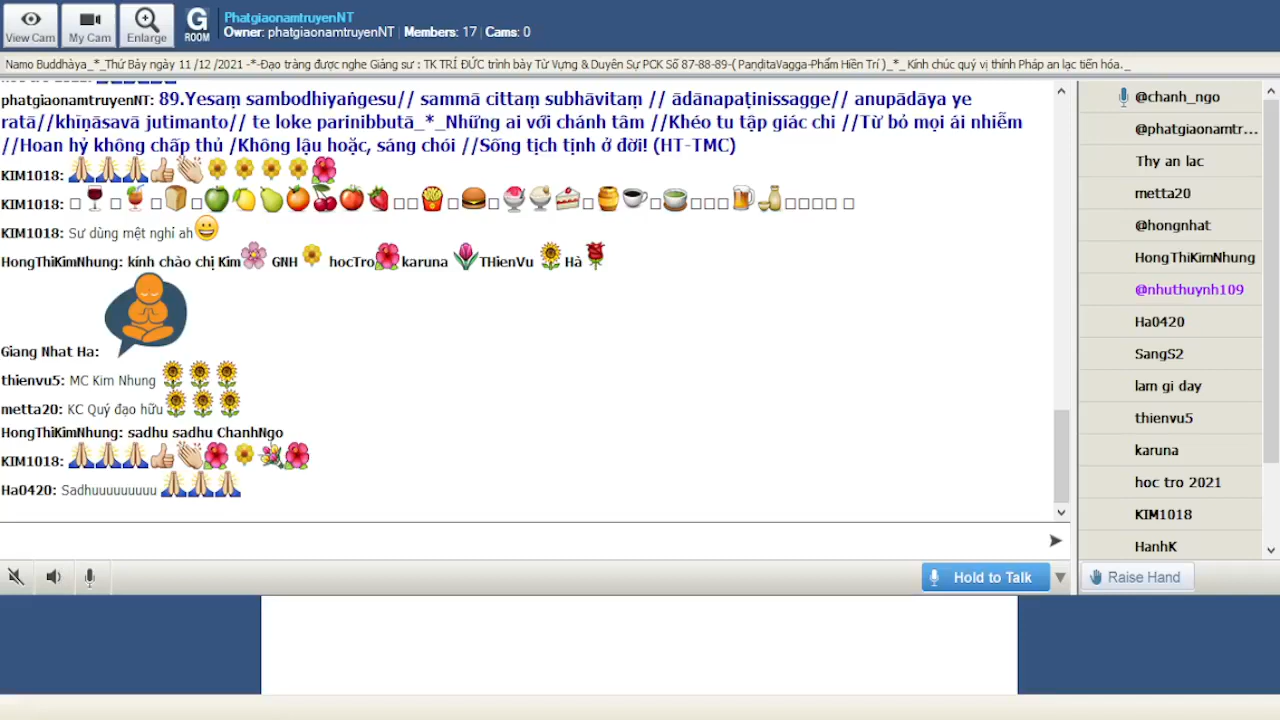 View Cam
My Cam
Enlarge
G
ROOM
PhatgiaonamtruyenNT
Owner: phatgiaonamtruyenNT | Members: 17 | Cams: 0
Namo Buddhàya_*_Thứ Bảy ngày 11 /12 /2021 -*-Đạo tràng được nghe Giảng sư : TK TRÍ ĐỨC trình bày Từ Vựng & Duyên Sự PCK Số 87-88-89-( PaṇḍitaVagga-Phẩm Hiền Trí )_*_ Kính chúc quý vị thính Pháp an lạc tiến hóa._
phatgiaonamtruyenNT: 89.Yesaṃ sambodhiyaṅgesu// sammā cittaṃ subhāvitaṃ // ādānapaṭinissagge// anupādāya ye
ratā//khīṇāsavā jutimanto// te loke parinibbutā_*_Những ai với chánh tâm //Khéo tu tập giác chi //Từ bỏ mọi ái nhiễm
//Hoan hỷ không chấp thủ /Không lậu hoặc, sáng chói //Sống tịch tịnh ở đời! (HT-TMC)
KIM1018:
KIM1018:
KIM1018: Sư dùng mệt nghỉ ah
HongThiKimNhung: kính chào chị Kim GNH hocTro karuna THienVu Hà
Giang Nhat Ha:
thienvu5: MC Kim Nhung
metta20: KC Quý đạo hữu
HongThiKimNhung: sadhu sadhu ChanhNgo
KIM1018:
Ha0420: Sadhuuuuuuuuu
Hold to Talk
@chanh_ngo
@phatgiaonamtr...
Thy an lac
metta20
@hongnhat
HongThiKimNhung
@nhuthuynh109
Ha0420
SangS2
lam gi day
thienvu5
karuna
hoc tro 2021
KIM1018
HanhK
Raise Hand